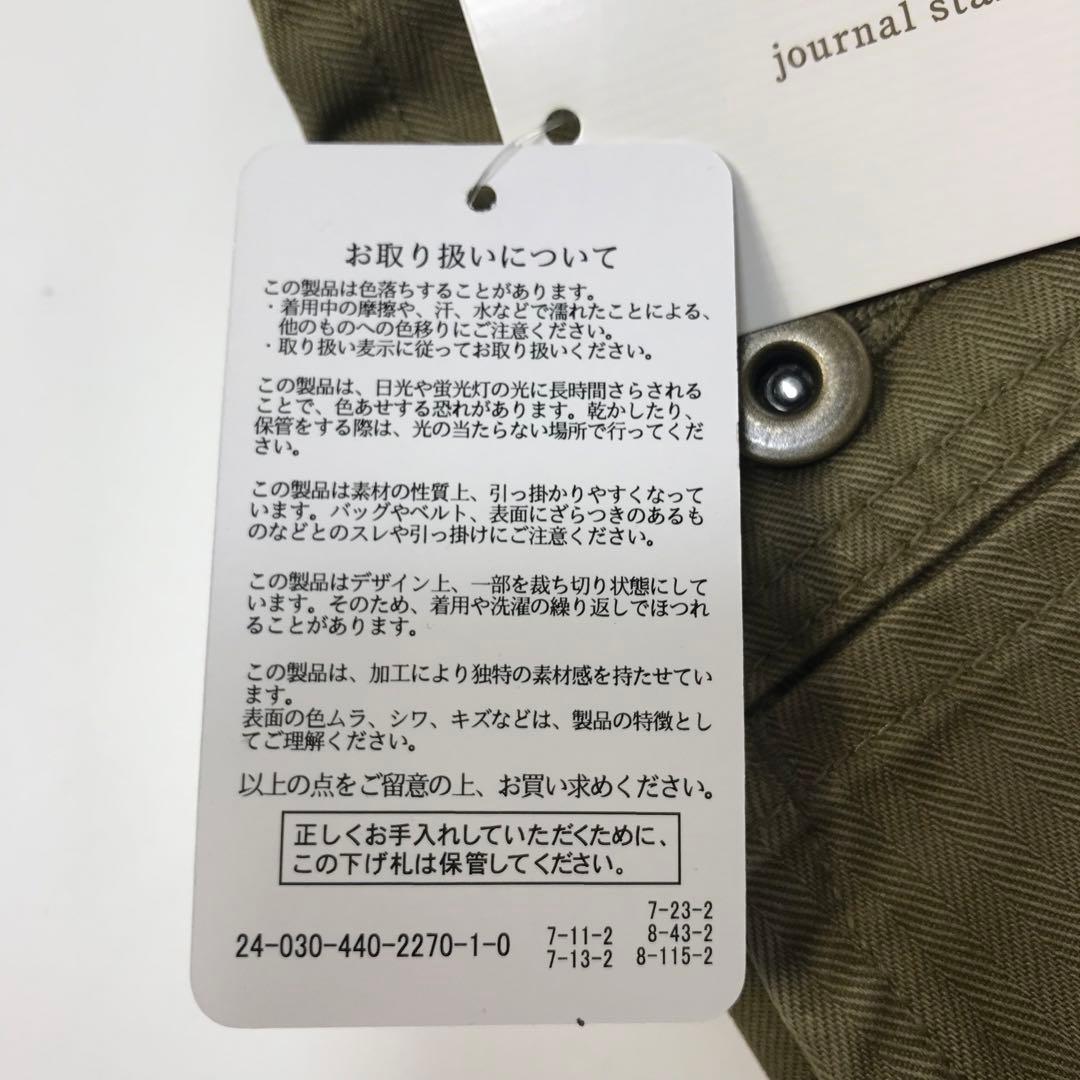 journal
お取り扱いについて
この製品は色落ちすることがあります。
・着用中の摩擦や、汗、水などで濡れたことによる、
他のものへの色移りにご注意ください。
・取り扱い表示に従ってお取り扱いください。
この製品は、日光や蛍光灯の光に長時間さらされる
ことで、色あせする恐れがあります。乾かしたり、
保管をする際は、光の当たらない場所で行ってくだ
さい。
この製品は素材の性質上、引っ掛かりやすくなって
います。バッグやベルト、表面にざらつきのあるも
のなどとのスレや引っ掛けにご注意ください。
この製品はデザイン上、一部を裁ち切り状態にして
います。そのため、着用や洗濯の繰り返しでほつれ
ることがあります。
この製品は、加工により独特の素材感を持たせてい
ます。
表面の色ムラ、シワ、キズなどは、製品の特徴とし
てご理解ください。
以上の点をご留意の上、お買い求めください。
正しくお手入れしていただくために、
この下げ札は保管してください。
7-23-2
24-030-440-2270-1-0 7-11-2 8-43-2
7-13-2 8-115-2